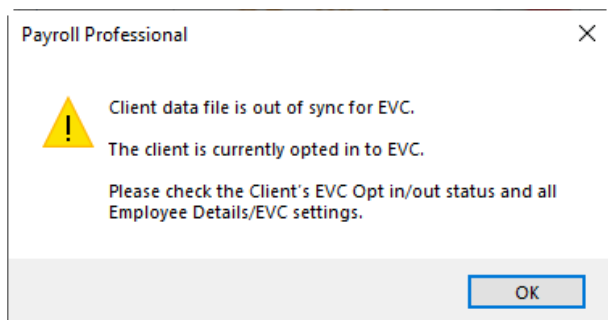 Payroll Professional
Client data file is out of sync for EVC.
The client is currently opted in to EVC.
Please check the Client's EVC Opt in/out status and all
Employee Details/EVC settings.
OK